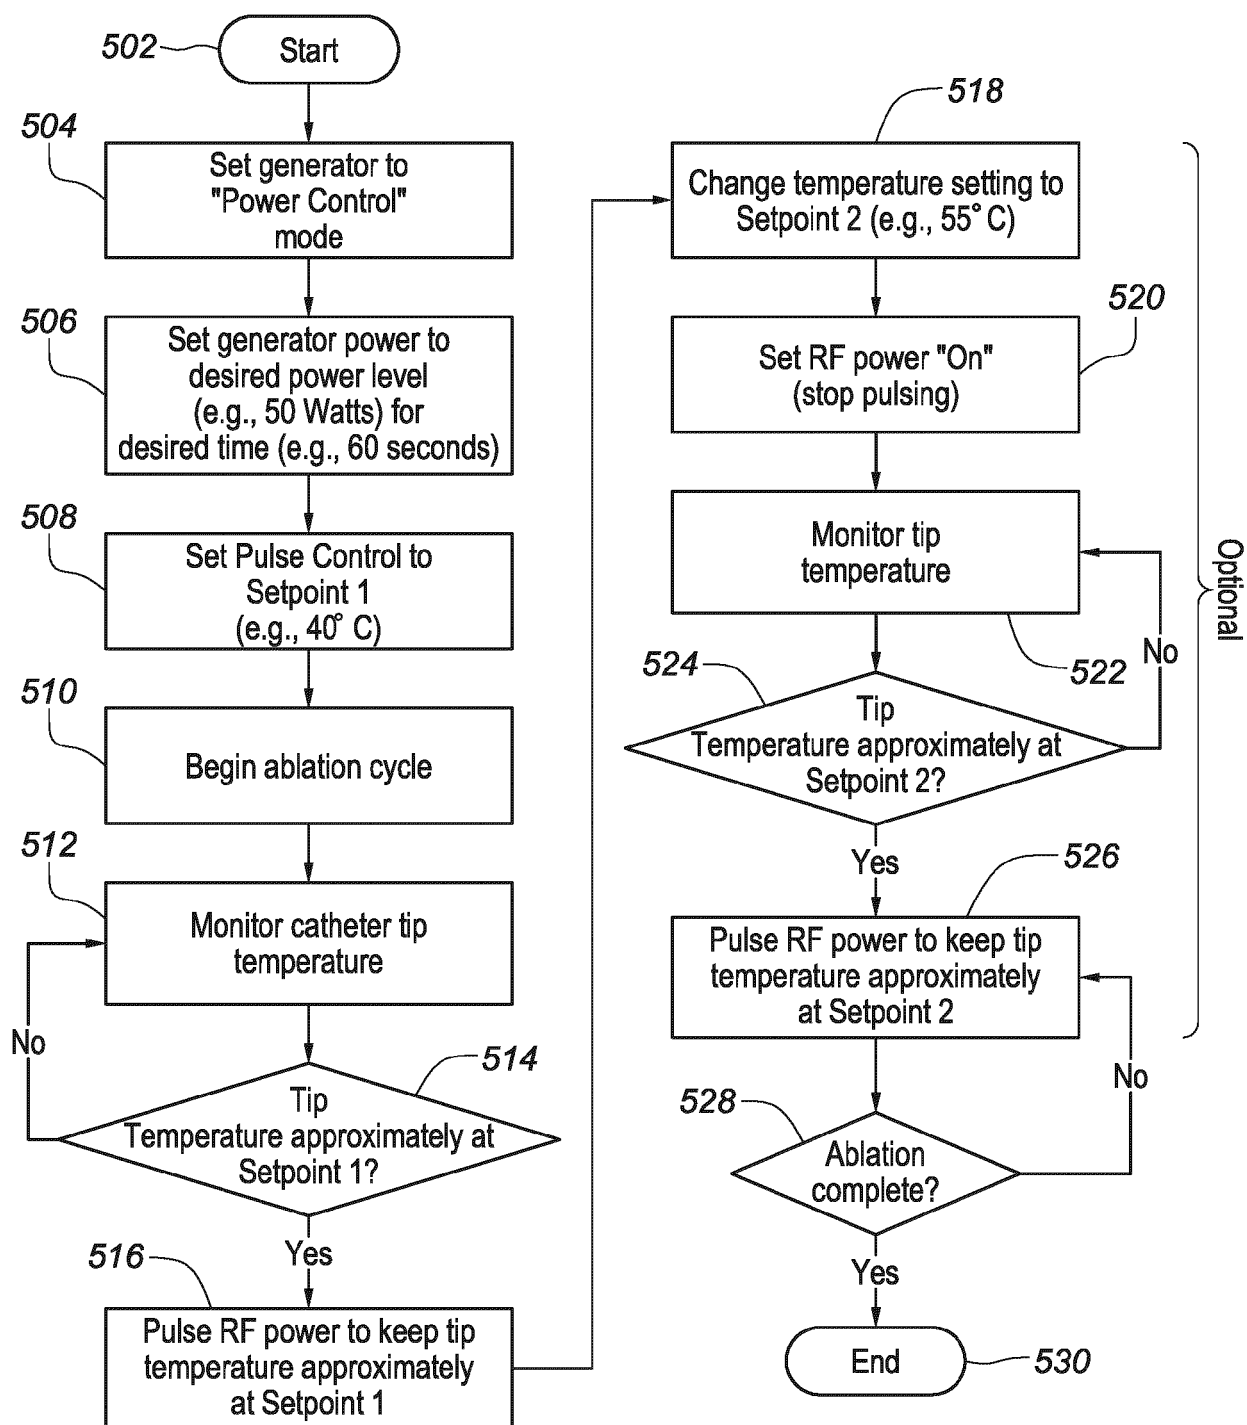 502
Start
504
Set generator to
"Power Control"
mode
506
Set generator power to
desired power level
(e.g., 50 Watts) for
desired time (e.g., 60 seconds)
508
Set Pulse Control to
Setpoint 1
(e.g., 40° C)
510
Begin ablation cycle
512
Monitor catheter tip
temperature
No
514
Tip
Temperature approximately at
Setpoint 1?
Yes
516
Pulse RF power to keep tip
temperature approximately
at Setpoint 1
518
Change temperature setting to
Setpoint 2 (e.g., 55° C)
520
Set RF power "On"
(stop pulsing)
Monitor tip
temperature
522
No
524
Tip
Temperature approximately at
Setpoint 2?
Yes
526
Pulse RF power to keep tip
temperature approximately
at Setpoint 2
Optional
No
528
Ablation
complete?
Yes
End
530